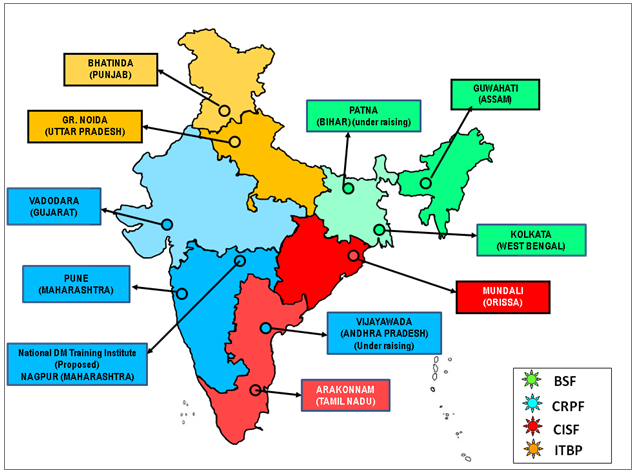 BHATINDA
(PUNJAB)
GUWAHATI
(ASSAM)
PATNA
(BIHAR) (under raising)
GR. NOIDA
(UTTAR PRADESH)
VADODARA
(GUJARAT)
KOLKATA
(WEST BENGAL)
PUNE
(MAHARASHTRA)
MUNDALI
(ORISSA)
VIJAYAWADA
(ANDHRA PRADESH)
(Under raising)
National DM Training Institute
(Proposed)
NAGPUR (MAHARASHTRA)
ARAKONNAM
(TAMIL NADU)
BSF
CRPF
CISF
ITBP